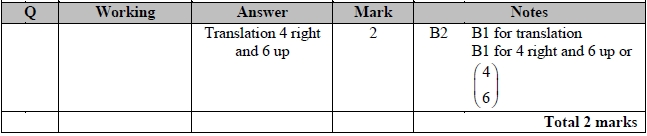 Q Working Answer Mark Notes
Translation 4 right 2 B2 B1 for translation
and 6 up B1 for 4 right and 6 up or
(4
6)
Total 2 marks